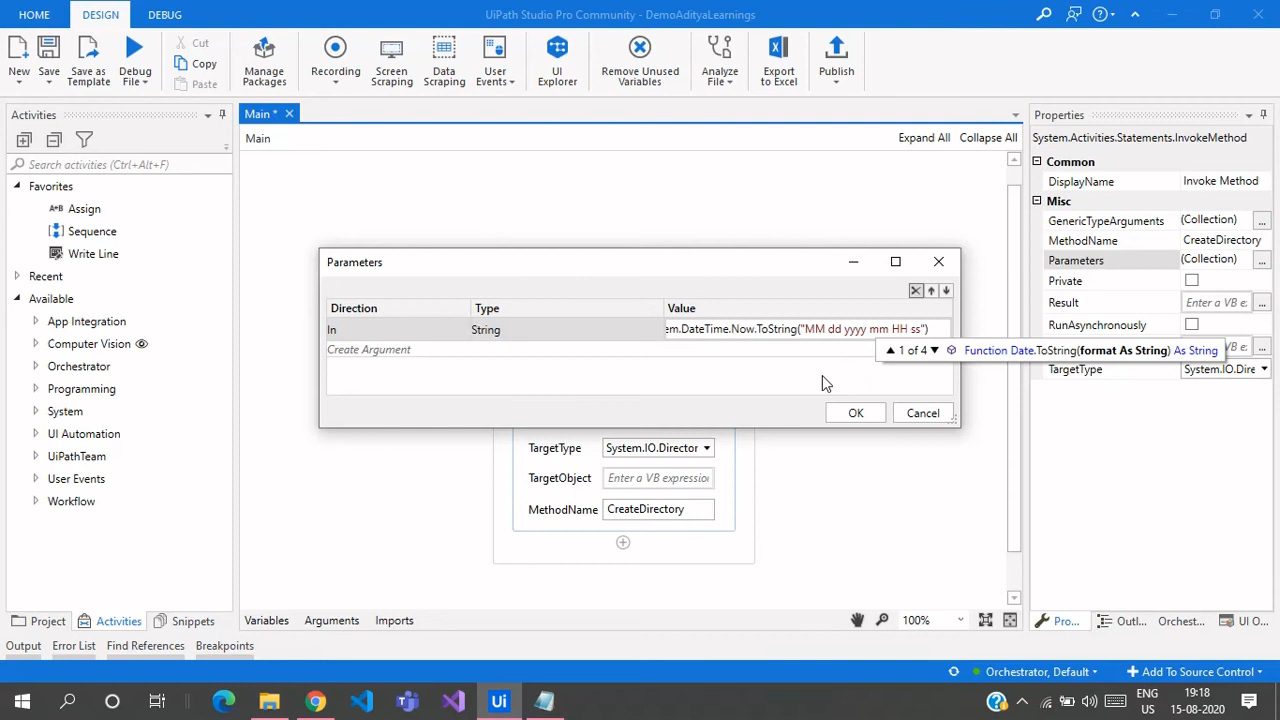 HOME DESIGN DEBUG UiPath Studio Pro Community - DemoAdityaLearnings
New Save Save as Template Debug File Cut Copy Paste Manage Packages Recording Screen Scraping Data Scraping User Events UI Explorer Remove Unused Variables Analyze File Export to Excel Publish
Activities Main * Properties
Main Expand All Collapse All System.Activities.Statements.InvokeMethod
Search activities (Ctrl+Alt+F)
Favorites
Assign
Sequence
Write Line
Recent
Available
App Integration
Computer Vision
Orchestrator
Programming
System
UI Automation
UiPathTeam
User Events
Workflow
Parameters
Direction Type Value
In String em.DateTime.Now.ToString("MM dd yyyy mm HH ss")
Create Argument
1 of 4 Function Date.ToString(format As String) As String
OK Cancel
TargetType System.IO.Director
TargetObject Enter a VB expression
MethodName CreateDirectory
Common
DisplayName Invoke Method
Misc
GenericTypeArguments (Collection) ...
MethodName CreateDirectory
Parameters (Collection) ...
Private
Result Enter a VB e. ...
RunAsynchronously
...
TargetType System.IO.Dire
Project Activities Snippets Variables Arguments Imports 100% Pro... Outl... Orchest... UI O...
Output Error List Find References Breakpoints
Orchestrator, Default Add To Source Control
Ui ENG US 19:18 15-08-2020